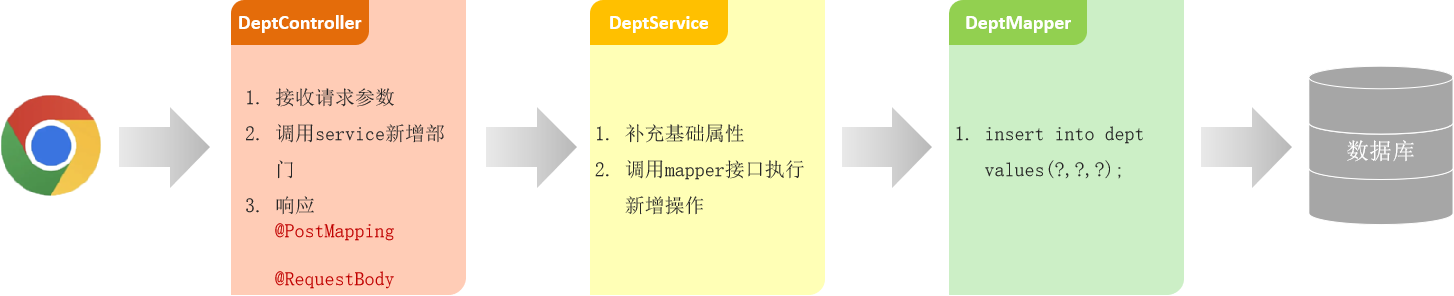 DeptController
1. 接收请求参数
2. 调用service新增部
门
3. 响应
@PostMapping
@RequestBody
DeptService
1. 补充基础属性
2. 调用mapper接口执行
新增操作
DeptMapper
1. insert into dept
values(?,?,?);
数据库